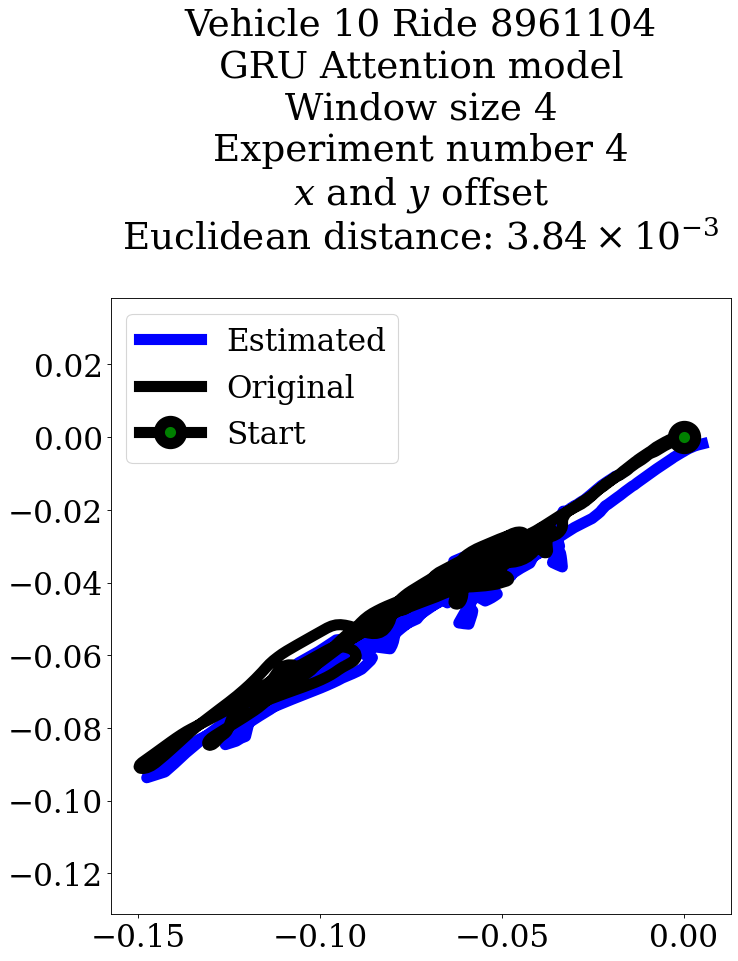 Vehicle 10 Ride 8961104
GRU Attention model
Window size 4
Experiment number 4
x and y offset
Euclidean distance: 3.84 × 10⁻³
Estimated
Original
Start
0.02
0.00
−0.02
−0.04
−0.06
−0.08
−0.10
−0.12
−0.15 −0.10 −0.05 0.00